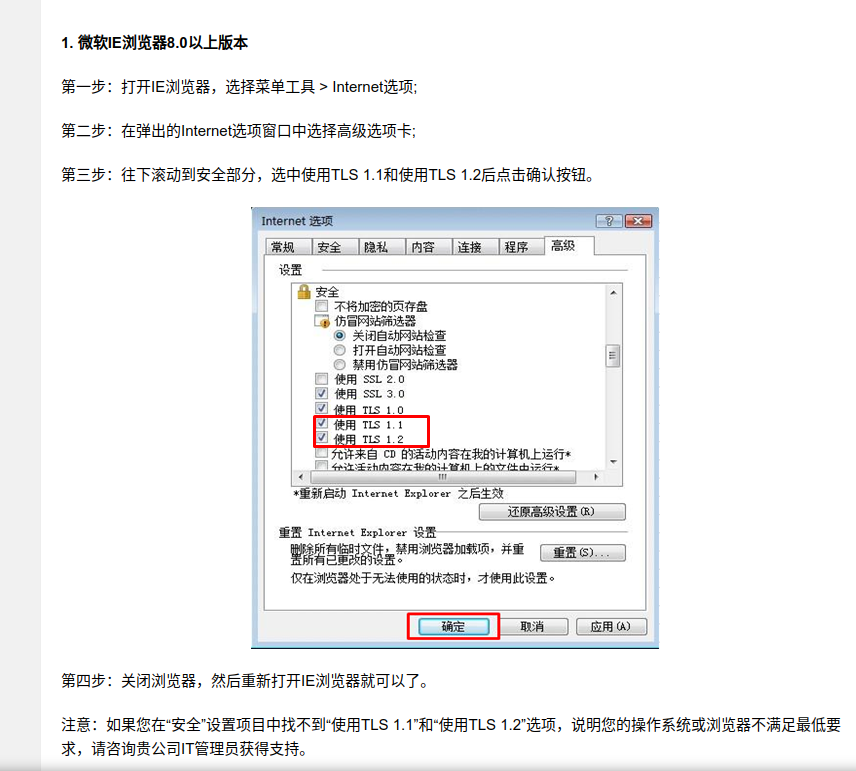 1. 微软IE浏览器8.0以上版本
第一步：打开IE浏览器，选择菜单工具 > Internet选项;
第二步：在弹出的Internet选项窗口中选择高级选项卡;
第三步：往下滚动到安全部分，选中使用TLS 1.1和使用TLS 1.2后点击确认按钮。
Internet 选项
常规 安全 隐私 内容 连接 程序 高级
设置
安全
不将加密的页存盘
仿冒网站筛选器
关闭自动网站检查
打开自动网站检查
禁用仿冒网站筛选器
使用 SSL 2.0
使用 SSL 3.0
使用 TLS 1.0
使用 TLS 1.1
使用 TLS 1.2
允许来自 CD 的活动内容在我的计算机上运行*
允许活动内容在我的计算机上的文件中运行*
*重新启动 Internet Explorer 之后生效
还原高级设置(R)
重置 Internet Explorer 设置
删除所有临时文件，禁用浏览器加载项，并重
置所有已更改的设置。
重置(S)...
仅在浏览器处于无法使用的状态时，才使用此设置。
确定 取消 应用(A)
第四步：关闭浏览器，然后重新打开IE浏览器就可以了。
注意：如果您在“安全”设置项目中找不到“使用TLS 1.1”和“使用TLS 1.2”选项，说明您的操作系统或浏览器不满足最低要
求，请咨询贵公司IT管理员获得支持。